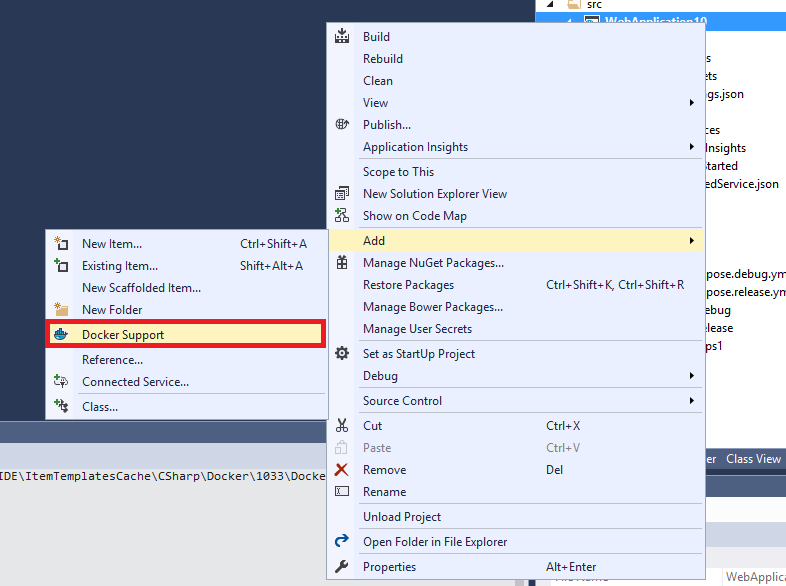 src
WebApplication10
Build
Rebuild
Clean
View
Publish...
Application Insights
Scope to This
New Solution Explorer View
Show on Code Map
Add
Manage NuGet Packages...
Restore Packages Ctrl+Shift+K, Ctrl+Shift+R
Manage Bower Packages...
Manage User Secrets
Set as StartUp Project
Debug
Source Control
Cut Ctrl+X
Paste Ctrl+V
Remove Del
Rename
Unload Project
Open Folder in File Explorer
Properties Alt+Enter
New Item... Ctrl+Shift+A
Existing Item... Shift+Alt+A
New Scaffolded Item...
New Folder
Docker Support
Reference...
Connected Service...
Class...
s
ets
gs.json
ces
Insights
Started
edService.json
pose.debug.ym
pose.release.ym
ebug
elease
ps1
er Class View
IDE\ItemTemplatesCache\CSharp\Docker\1033\Docke
File Name WebApplica